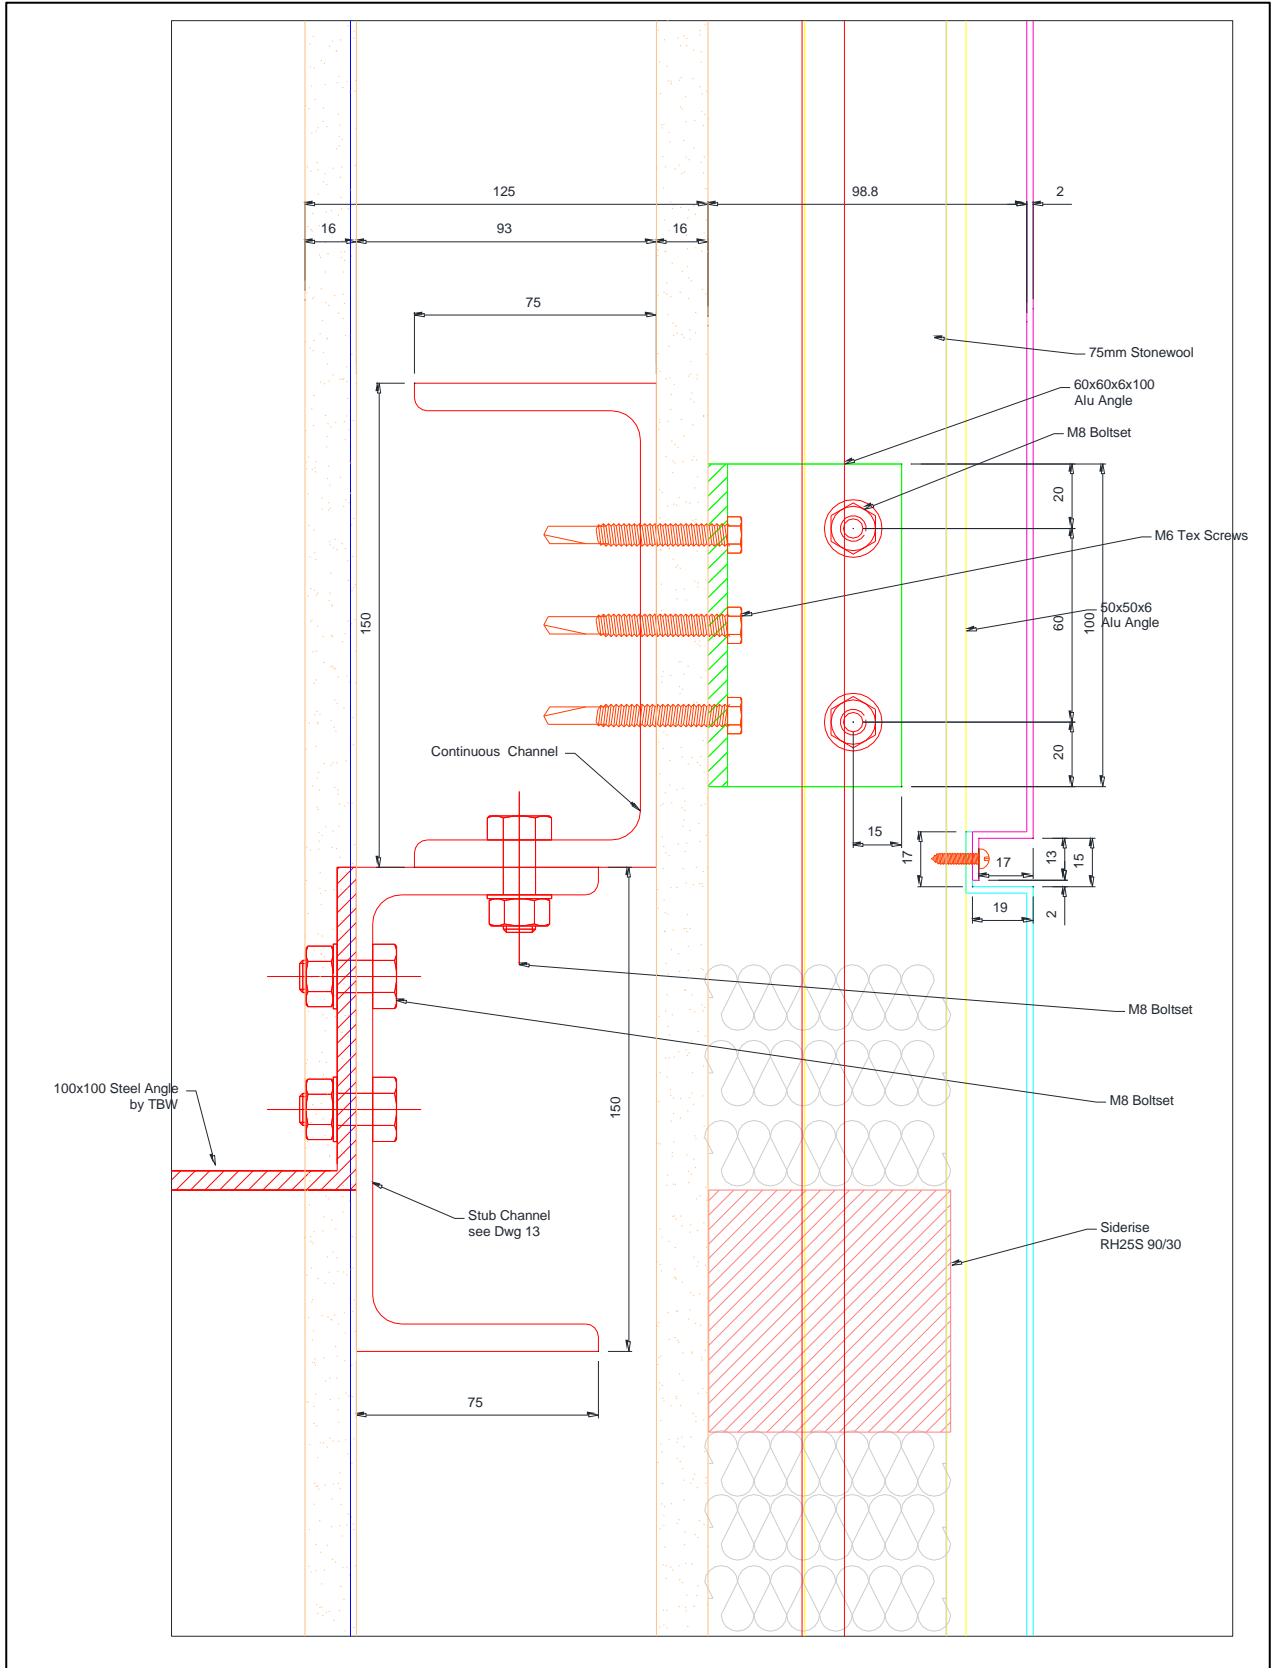 125
98.8
2
16
93
16
75
75mm Stonewool
60x60x6x100
Alu Angle
M8 Boltset
20
M6 Tex Screws
150
50x50x6
Alu Angle
60
100
Continuous Channel
20
15
17
17
13
15
19
2
M8 Boltset
100x100 Steel Angle
by TBW
M8 Boltset
150
Stub Channel
see Dwg 13
Siderise
RH25S 90/30
75